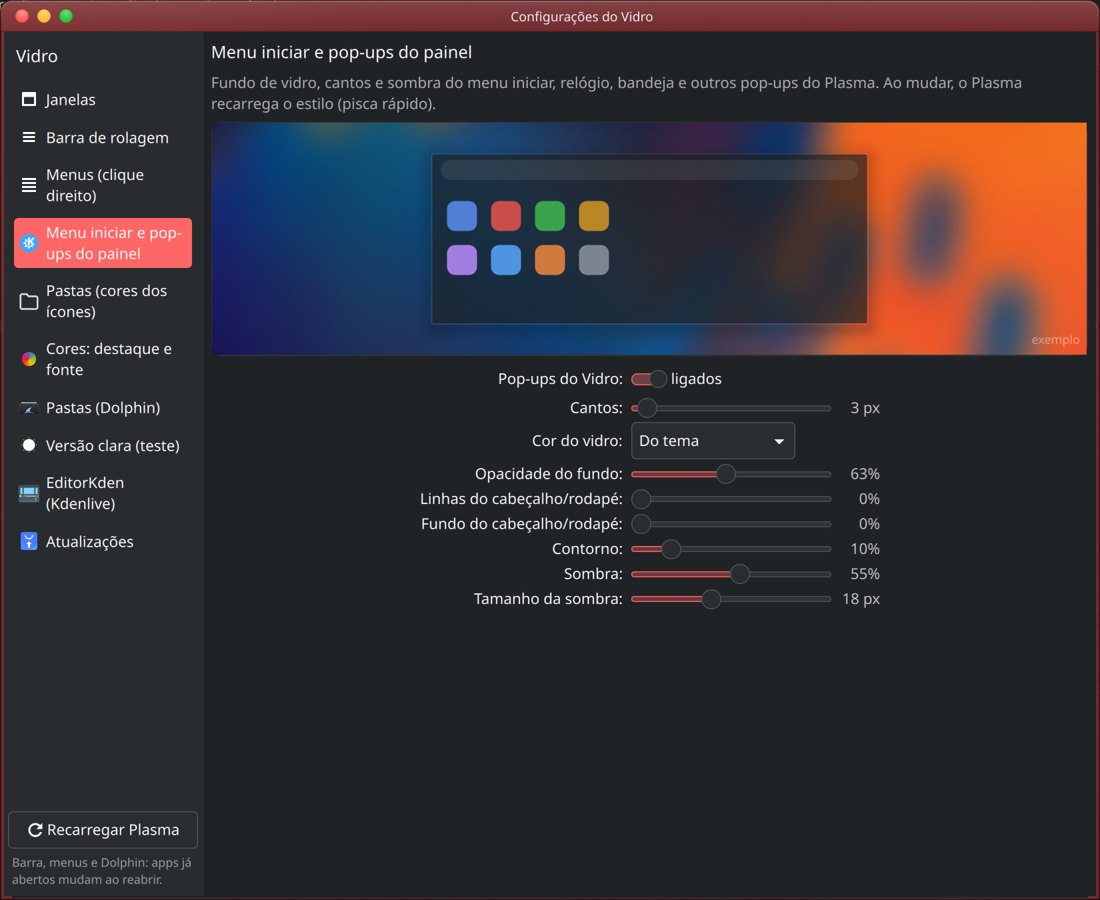 Configurações do Vidro
Vidro
Janelas
Barra de rolagem
Menus (clique
direito)
Menu iniciar e pop-
ups do painel
Pastas (cores dos
ícones)
Cores: destaque e
fonte
Pastas (Dolphin)
Versão clara (teste)
EditorKden
(Kdenlive)
Atualizações
Recarregar Plasma
Barra, menus e Dolphin: apps já
abertos mudam ao reabrir.
Menu iniciar e pop-ups do painel
Fundo de vidro, cantos e sombra do menu iniciar, relógio, bandeja e outros pop-ups do Plasma. Ao mudar, o Plasma
recarrega o estilo (pisca rápido).
exemplo
Pop-ups do Vidro: ligados
Cantos: 3 px
Cor do vidro: Do tema
Opacidade do fundo: 63%
Linhas do cabeçalho/rodapé: 0%
Fundo do cabeçalho/rodapé: 0%
Contorno: 10%
Sombra: 55%
Tamanho da sombra: 18 px